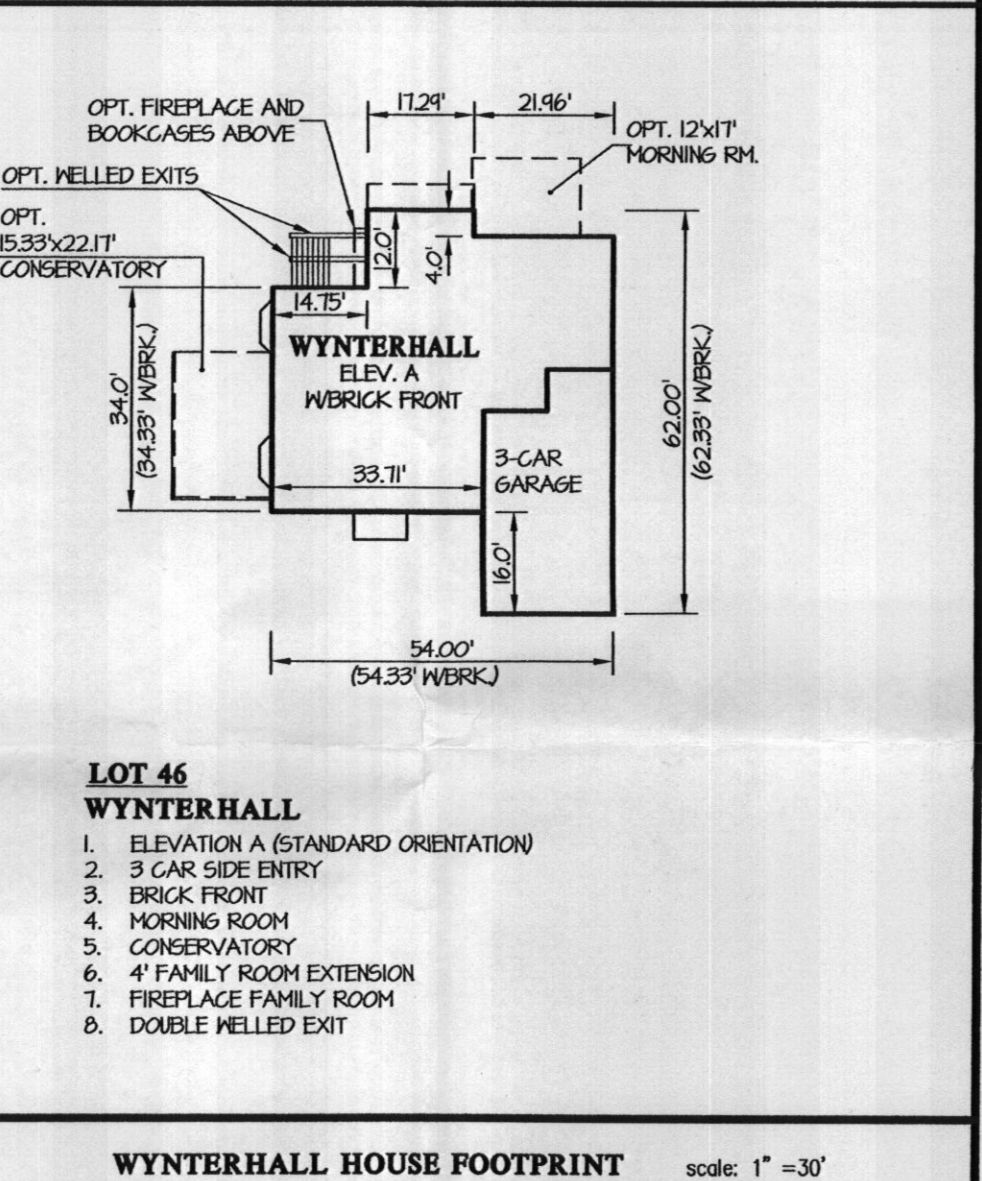 17.29'
21.96'
OPT. FIREPLACE AND
BOOKCASES ABOVE
OPT. 12'x17'
MORNING RM.
OPT. WELLED EXITS
OPT.
15.33'x22.17'
CONSERVATORY
12.0'
4.0'
14.75'
WYNTERHALL
ELEV. A
W/BRICK FRONT
34.0'
(34.33' W/BRK.)
62.00'
(62.33' W/BRK.)
33.71'
3-CAR
GARAGE
16.0'
54.00'
(54.33' W/BRK.)
LOT 46
WYNTERHALL
1. ELEVATION A (STANDARD ORIENTATION)
2. 3 CAR SIDE ENTRY
3. BRICK FRONT
4. MORNING ROOM
5. CONSERVATORY
6. 4' FAMILY ROOM EXTENSION
7. FIREPLACE FAMILY ROOM
8. DOUBLE WELLED EXIT
WYNTERHALL HOUSE FOOTPRINT scale: 1" =30'